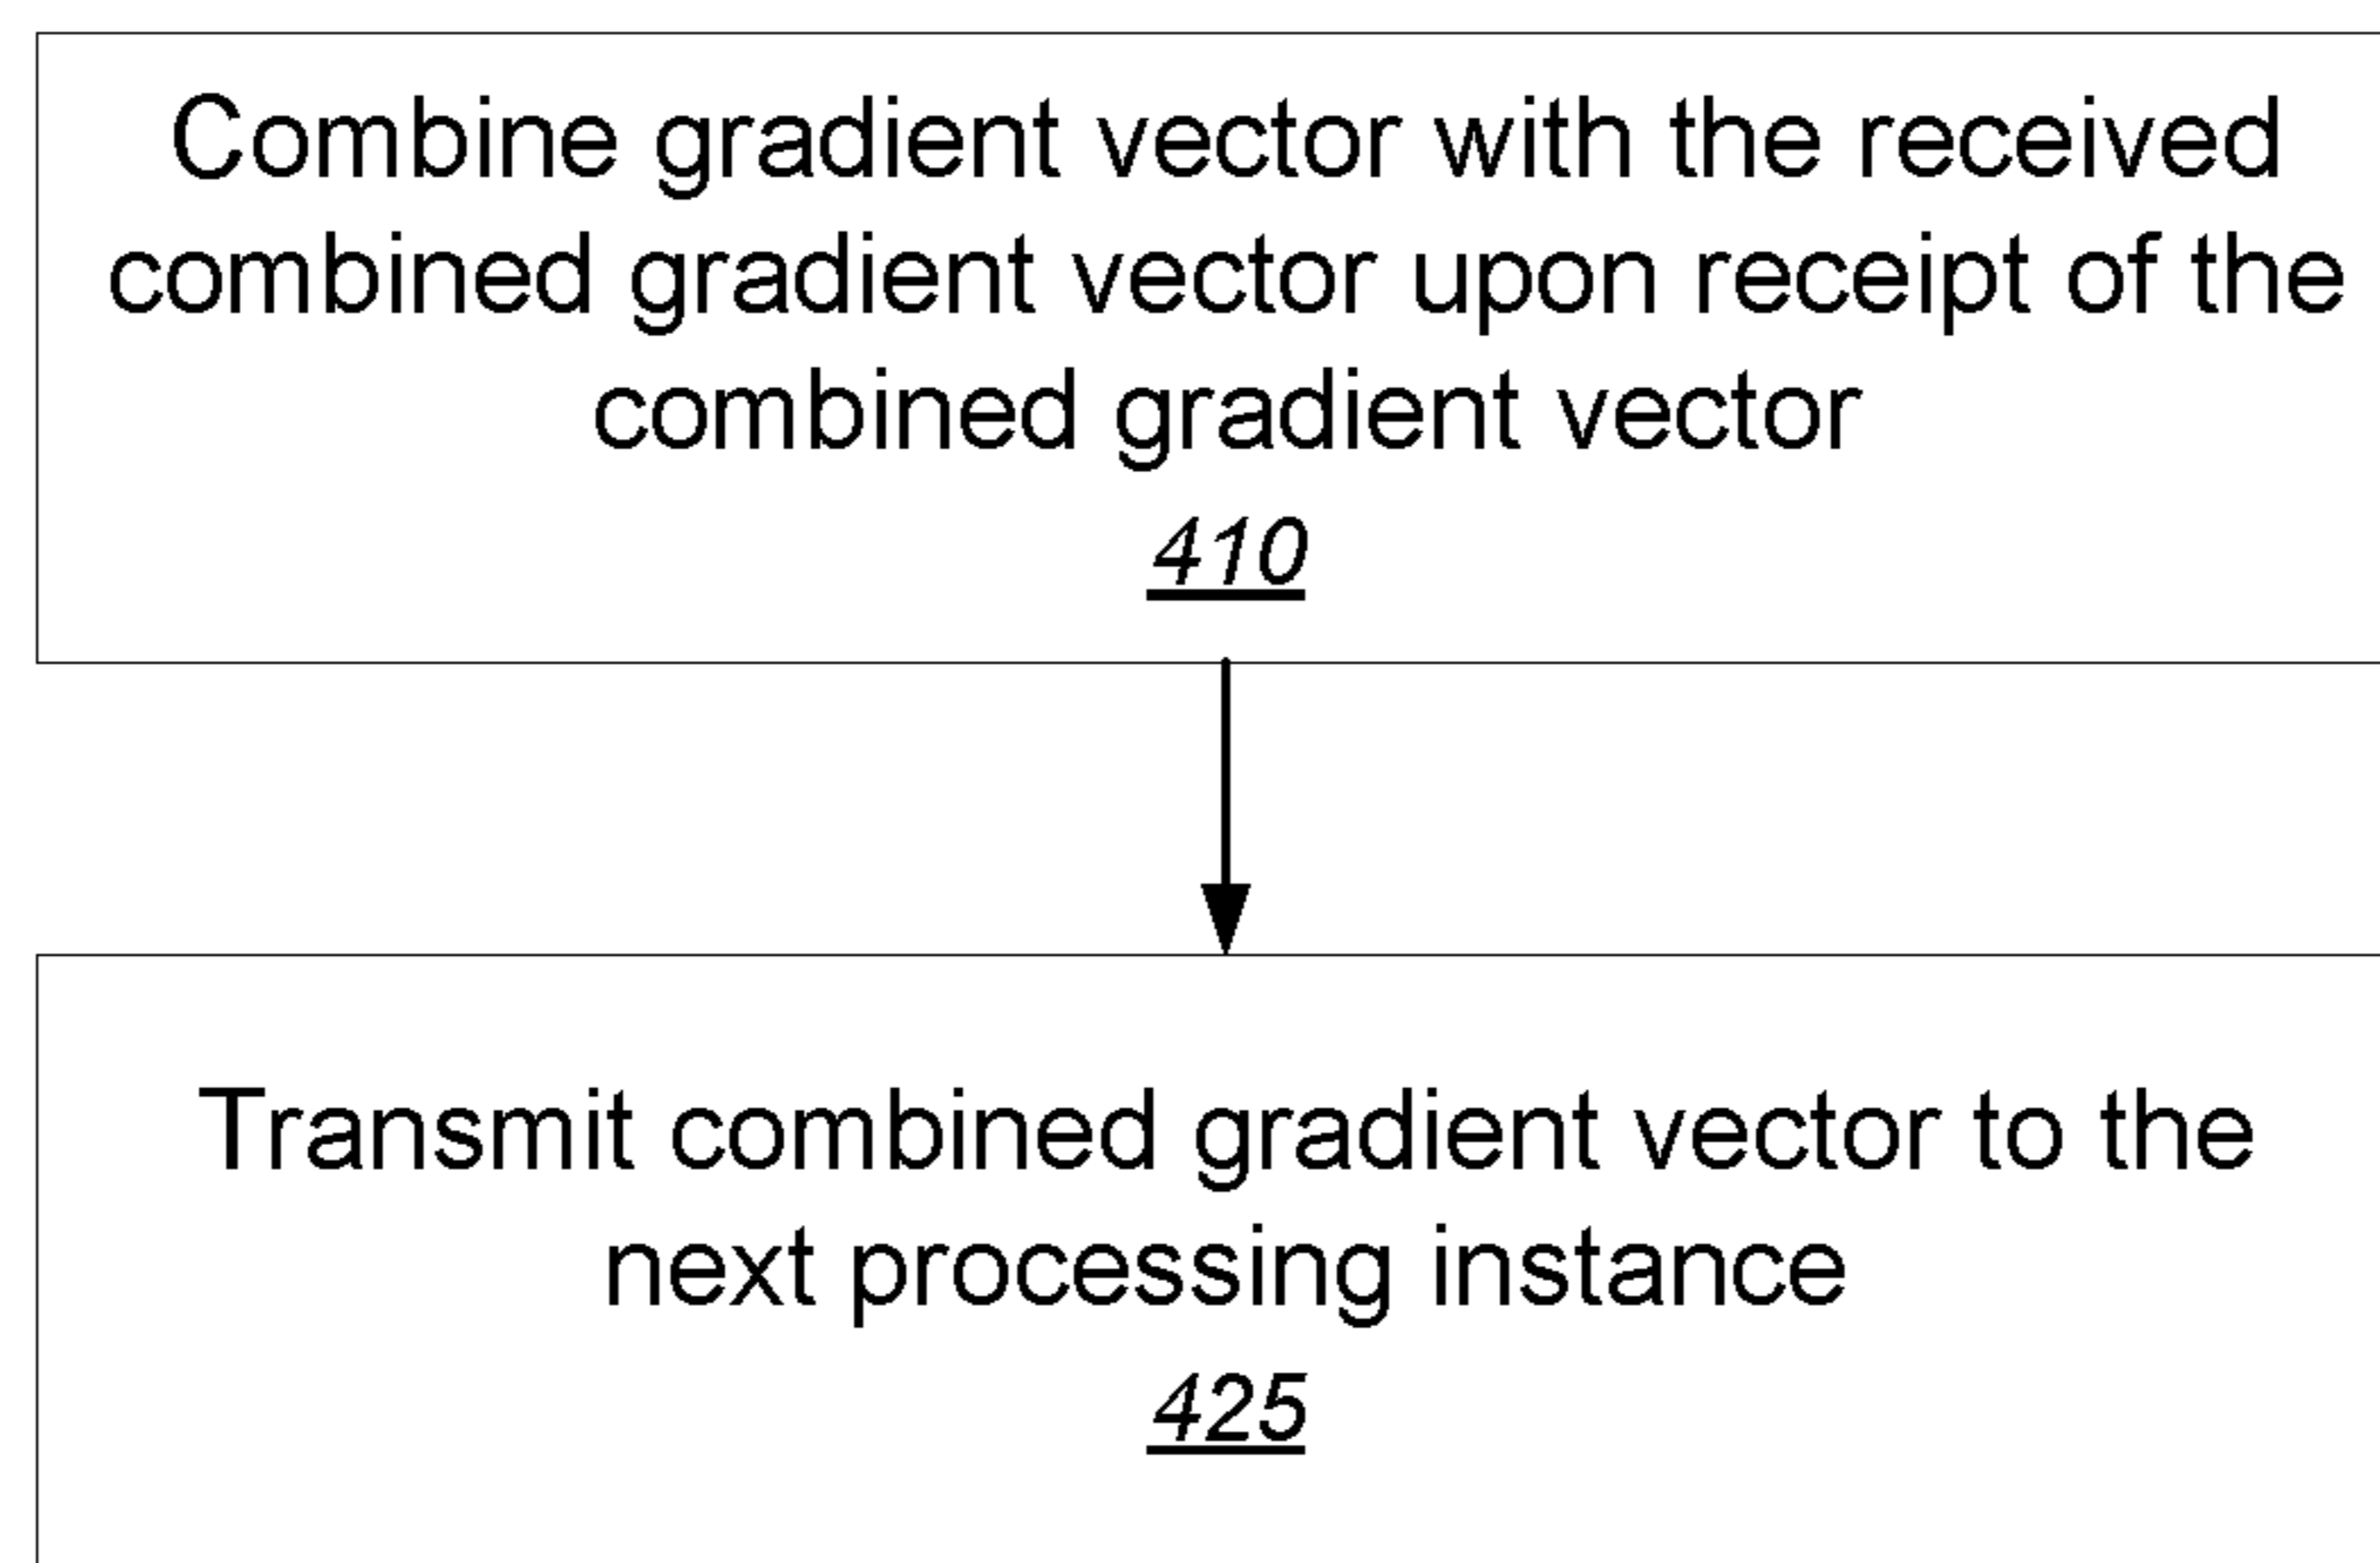 Combine gradient vector with the received
combined gradient vector upon receipt of the
combined gradient vector
410
Transmit combined gradient vector to the
next processing instance
425